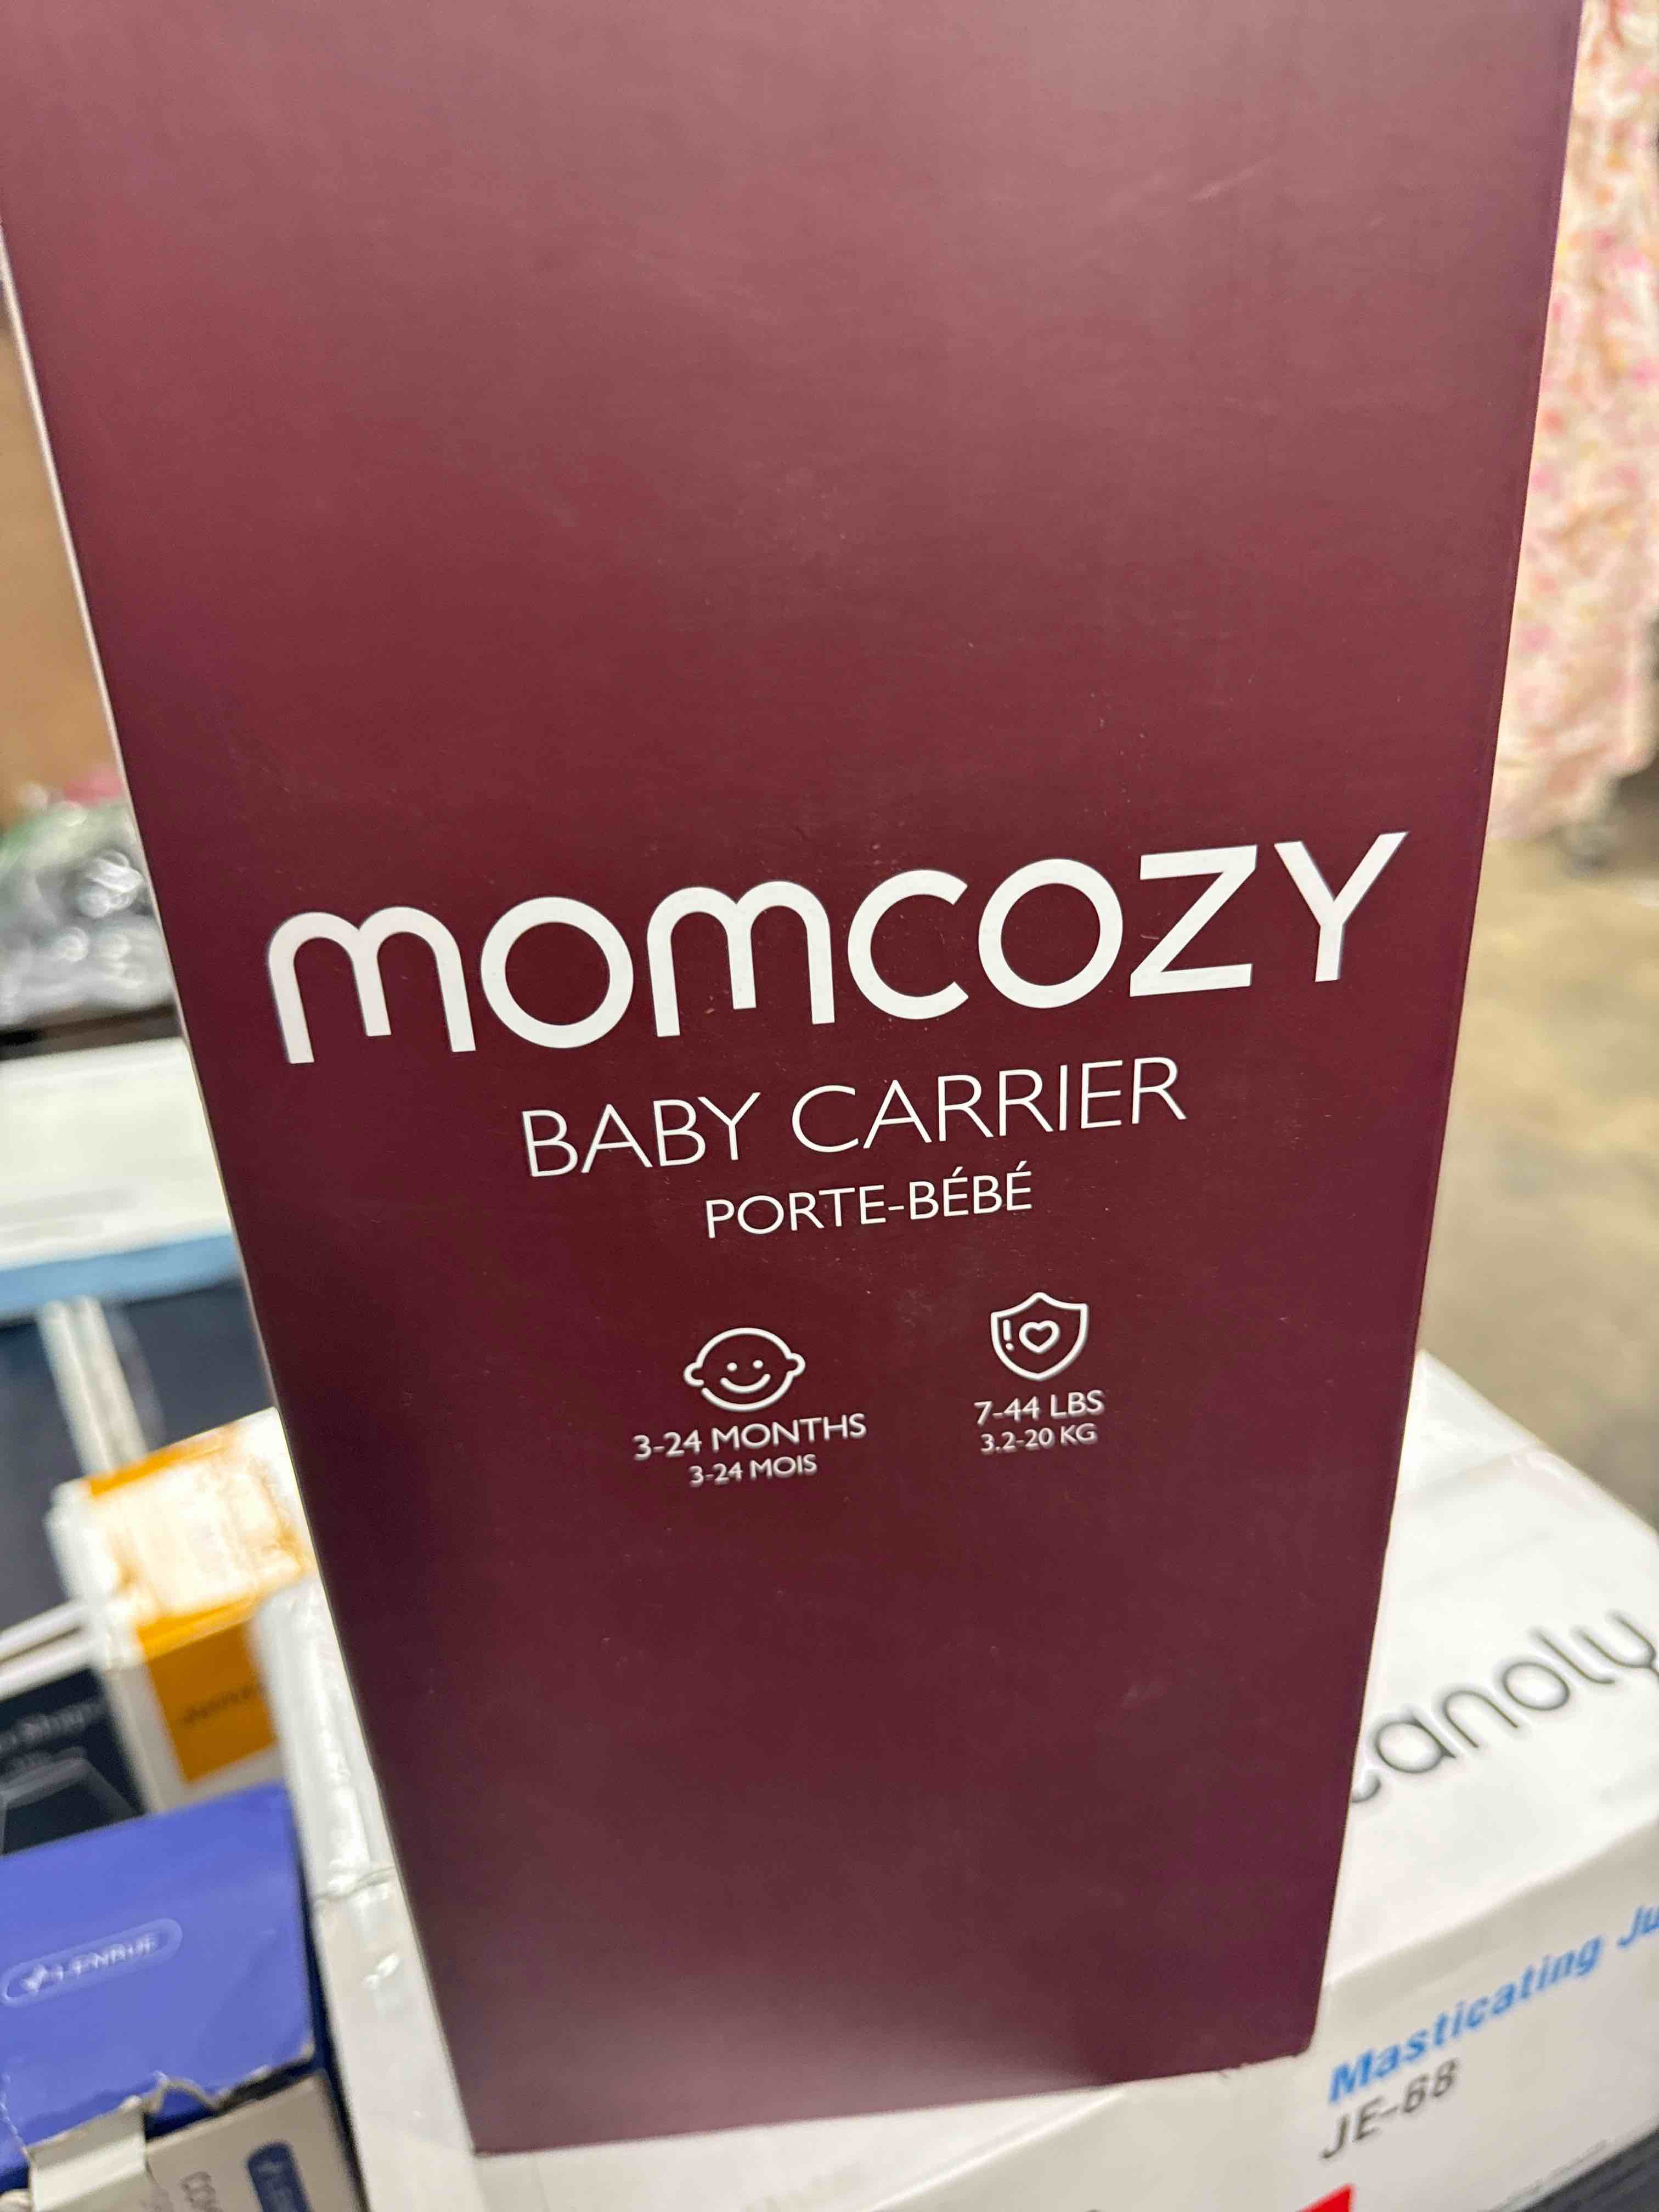 momcozy
BABY CARRIER
PORTE-BÉBÉ
3-24 MONTHS
3-24 MOIS
7-44 LBS
3.2-20 KG
canoly
Masticating Ju
JE-68